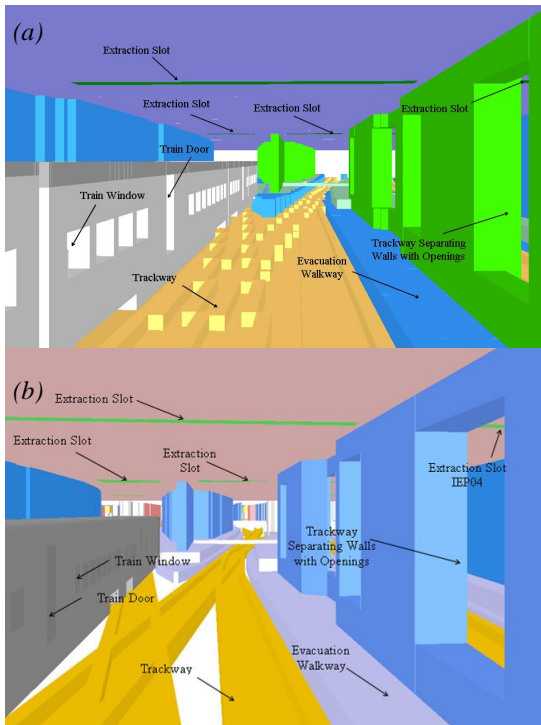 (a)
Extraction Slot
Extraction Slot
Extraction Slot
Extraction Slot
Train Door
Train Window
Trackway Separating
Walls with Openings
Evacuation
Walkway
Trackway
(b)
Extraction Slot
Extraction Slot
Extraction
Slot
Extraction Slot
IEP04
Trackway
Separating Walls
with Openings
Train Window
Train Door
Evacuation
Walkway
Trackway